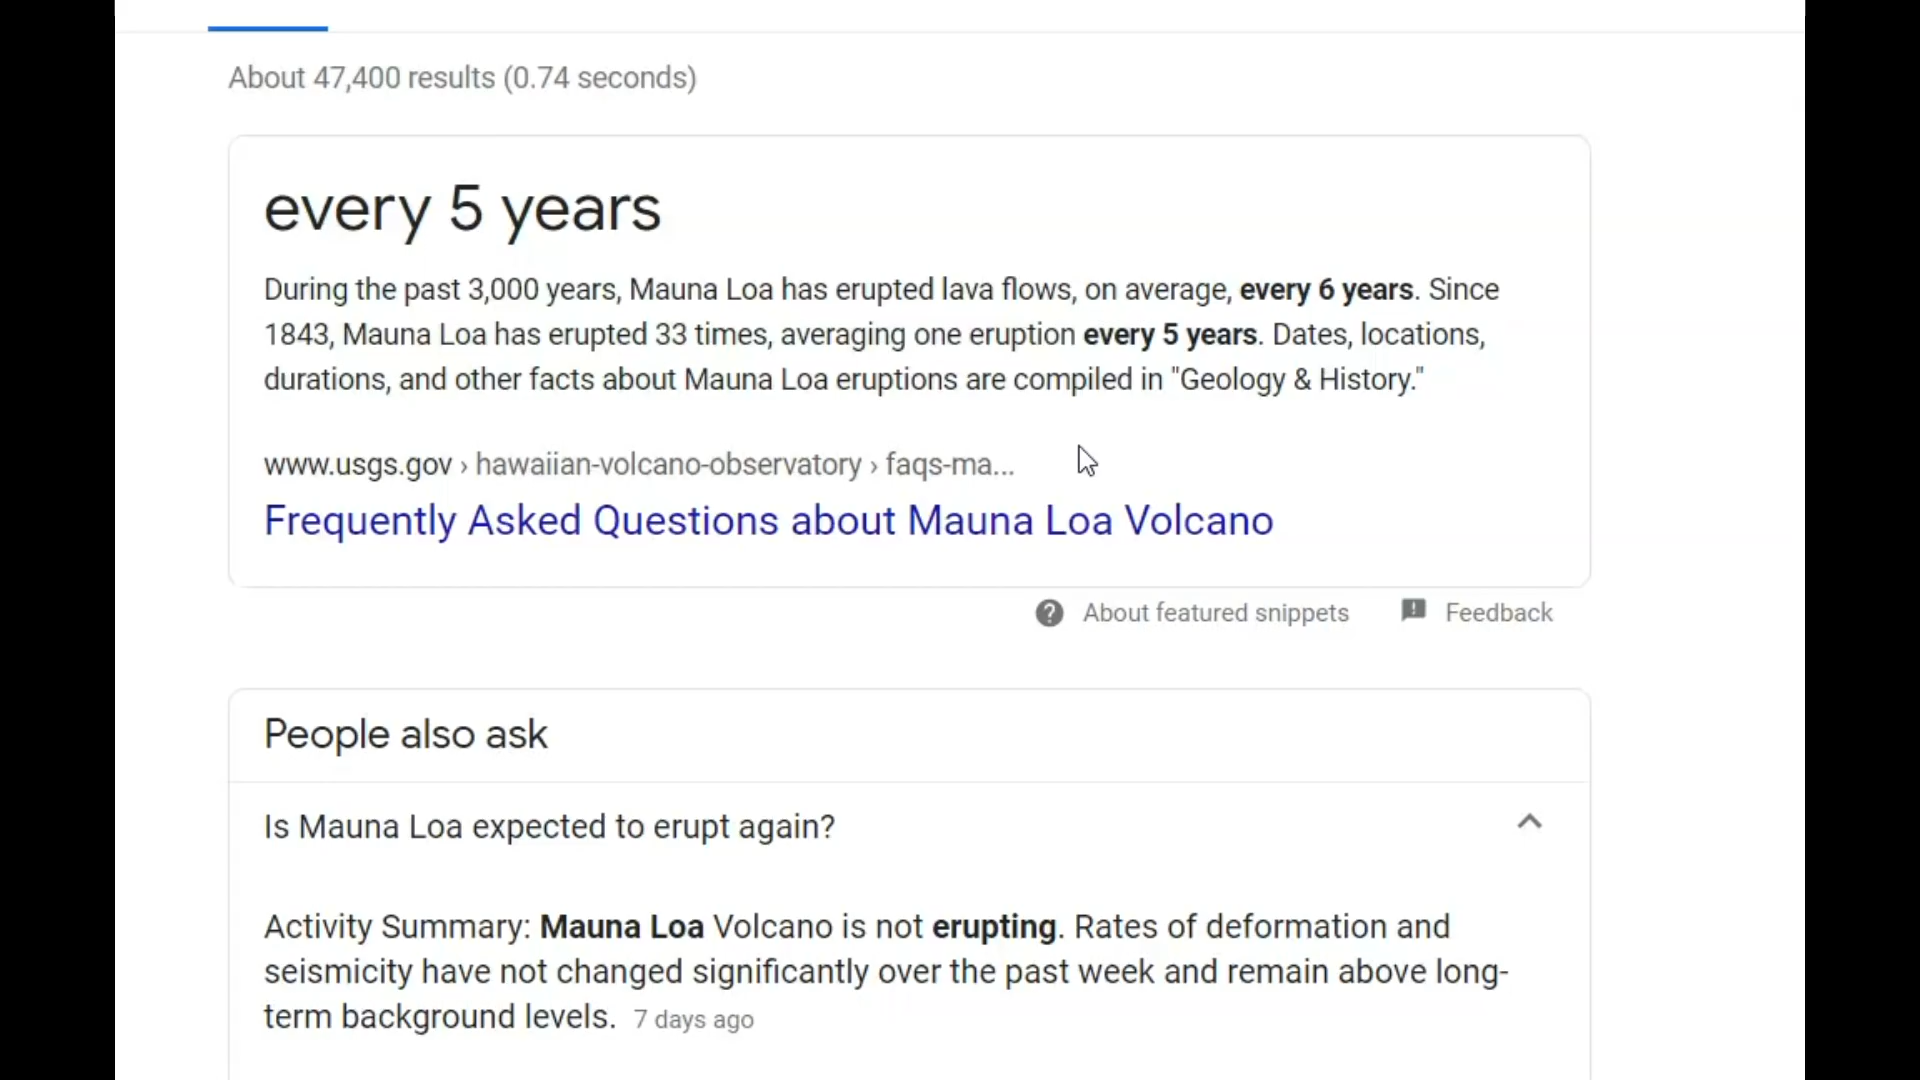 About 47,400 results (0.74 seconds)
every 5 years
During the past 3,000 years, Mauna Loa has erupted lava flows, on average, every 6 years. Since
1843, Mauna Loa has erupted 33 times, averaging one eruption every 5 years. Dates, locations,
durations, and other facts about Mauna Loa eruptions are compiled in "Geology & History."
www.usgs.gov › hawaiian-volcano-observatory › faqs-ma...
Frequently Asked Questions about Mauna Loa Volcano
About featured snippets
Feedback
People also ask
Is Mauna Loa expected to erupt again?
Activity Summary: Mauna Loa Volcano is not erupting. Rates of deformation and
seismicity have not changed significantly over the past week and remain above long-
term background levels. 7 days ago